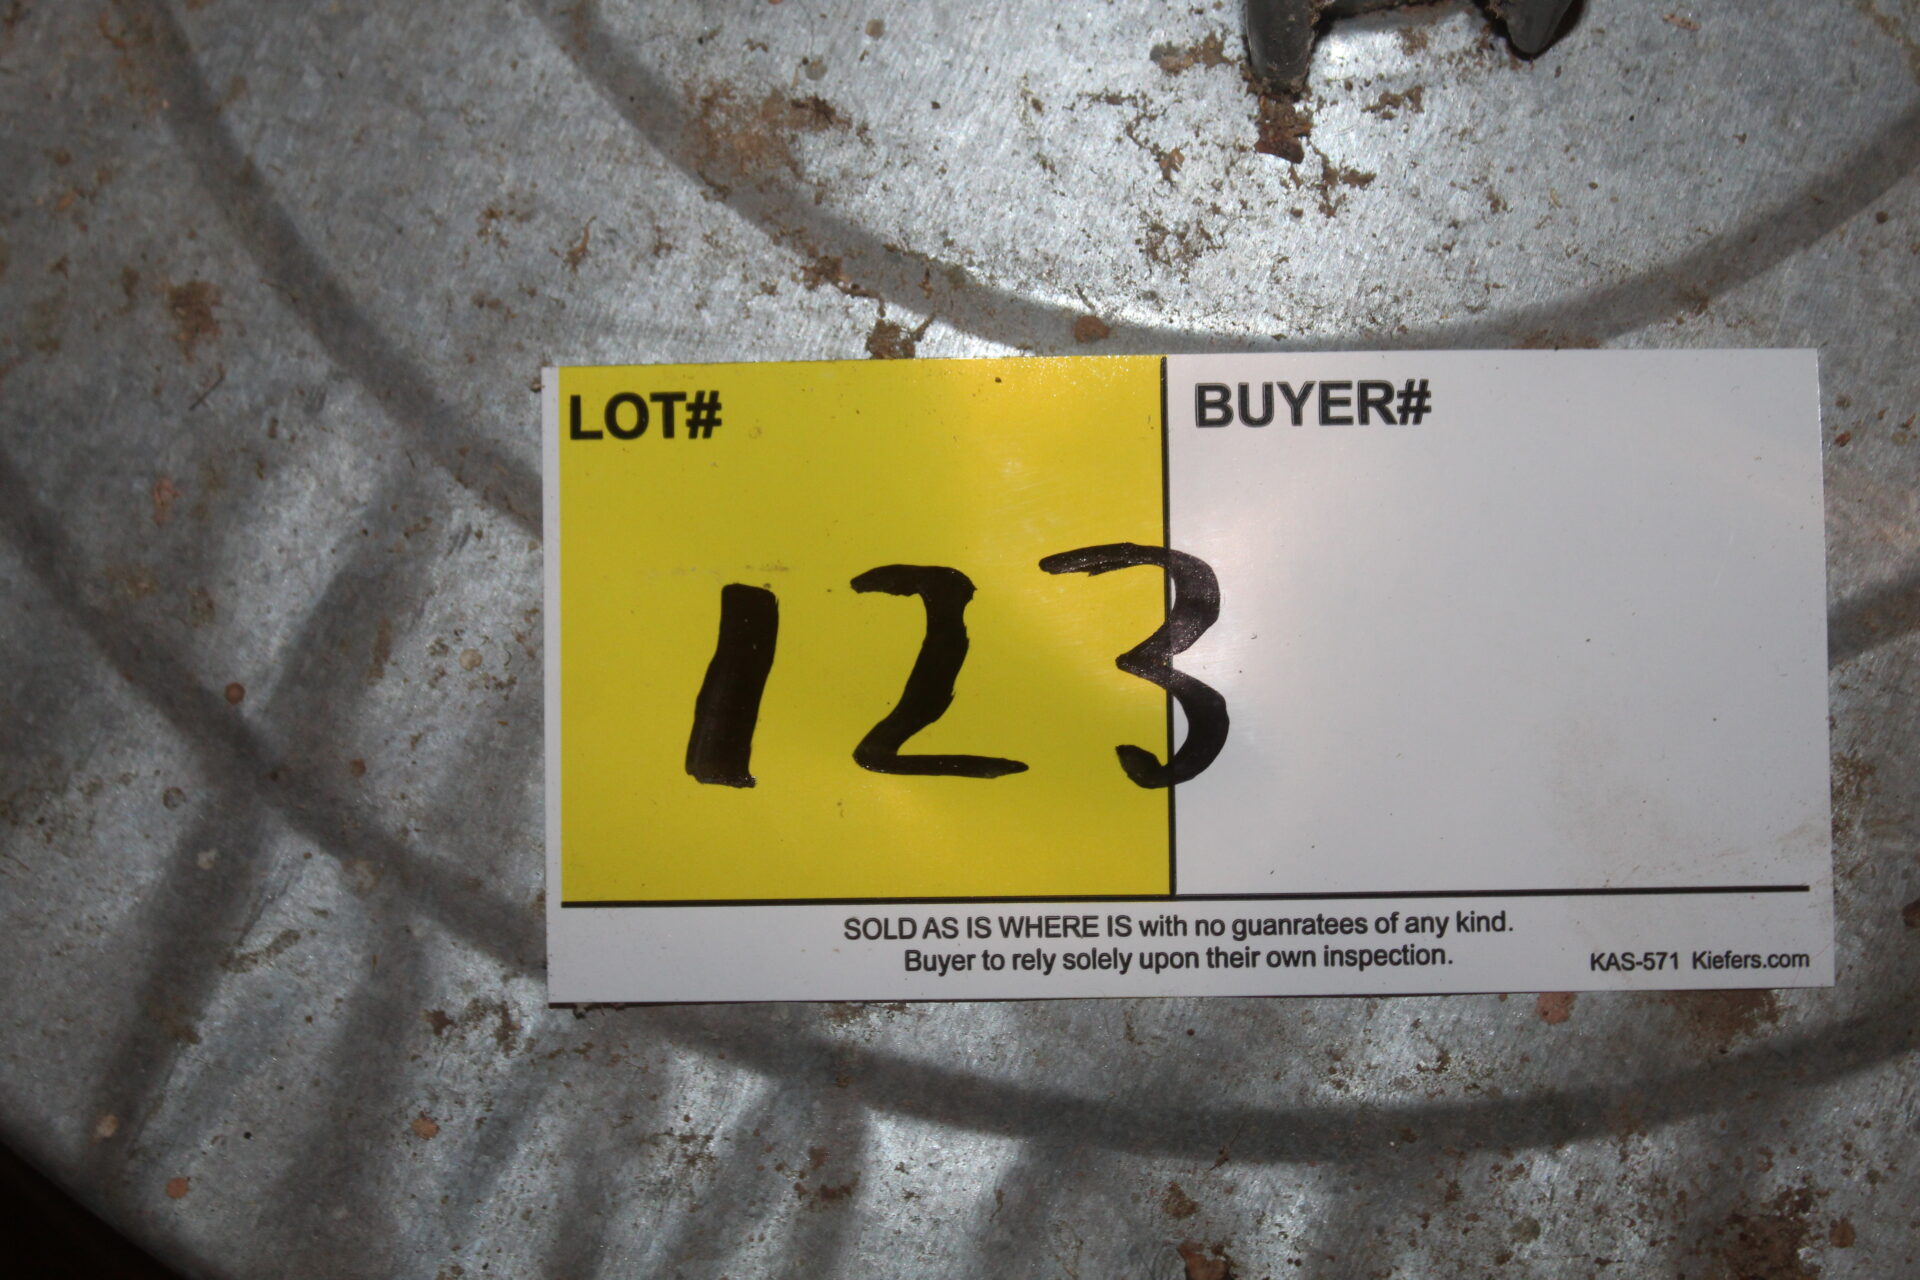 LOT# BUYER#
123
SOLD AS IS WHERE IS with no guanratees of any kind.
Buyer to rely solely upon their own inspection.
KAS-571 Kiefers.com